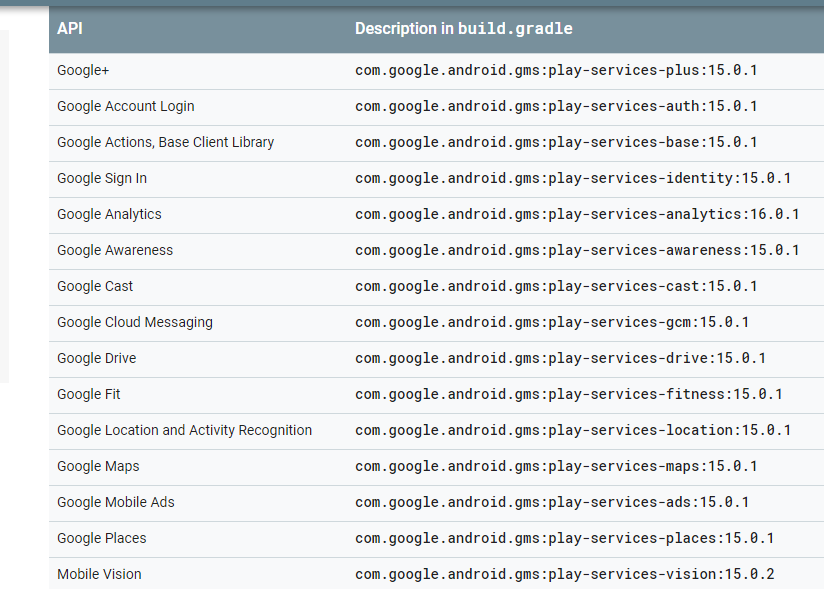 API Description in build.gradle
Google+ com.google.android.gms:play-services-plus:15.0.1
Google Account Login com.google.android.gms:play-services-auth:15.0.1
Google Actions, Base Client Library com.google.android.gms:play-services-base:15.0.1
Google Sign In com.google.android.gms:play-services-identity:15.0.1
Google Analytics com.google.android.gms:play-services-analytics:16.0.1
Google Awareness com.google.android.gms:play-services-awareness:15.0.1
Google Cast com.google.android.gms:play-services-cast:15.0.1
Google Cloud Messaging com.google.android.gms:play-services-gcm:15.0.1
Google Drive com.google.android.gms:play-services-drive:15.0.1
Google Fit com.google.android.gms:play-services-fitness:15.0.1
Google Location and Activity Recognition com.google.android.gms:play-services-location:15.0.1
Google Maps com.google.android.gms:play-services-maps:15.0.1
Google Mobile Ads com.google.android.gms:play-services-ads:15.0.1
Google Places com.google.android.gms:play-services-places:15.0.1
Mobile Vision com.google.android.gms:play-services-vision:15.0.2